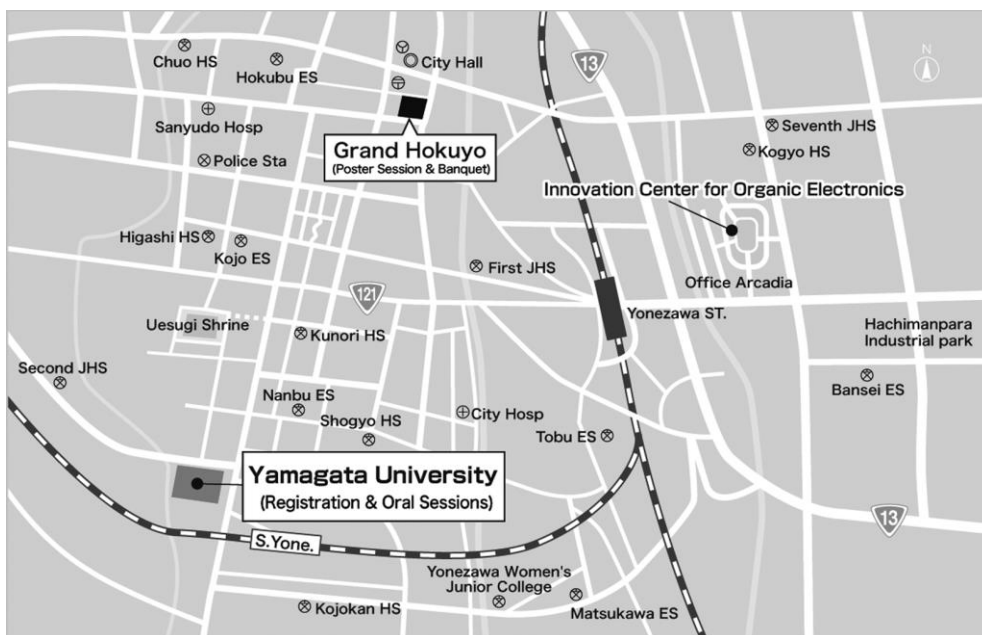 Chuo HS
Hokubu ES
City Hall
13
N
Sanyudo Hosp
Seventh JHS
Kogyo HS
Police Sta
Grand Hokuyo
(Poster Session & Banquet)
Innovation Center for Organic Electronics
Higashi HS
Kojo ES
First JHS
Office Arcadia
121
Uesugi Shrine
Kunori HS
Yonezawa ST.
Hachimanpara
Industrial park
Second JHS
Nanbu ES
Shogyo HS
City Hosp
Tobu ES
Bansei ES
Yamagata University
(Registration & Oral Sessions)
13
S.Yone.
Yonezawa Women's
Junior College
Kojokan HS
Matsukawa ES